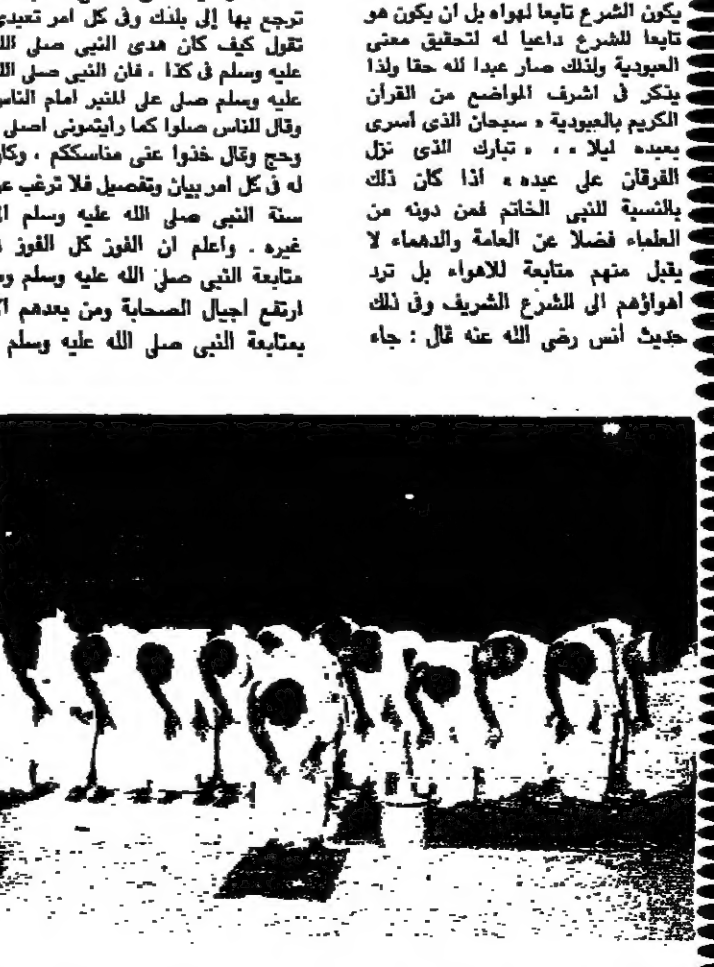 يكون الشرع تابعا لهواه بل ان يكون هو
تابعا للشرع داعيا له لتحقيق معنى
العبودية ولذلك صار عبدا لله حقا ولذا
يذكر فى اشرف المواضع من القرآن
الكريم بالعبودية « سبحان الذى أسرى
بعبده ليلا » ، « تبارك الذى نزل
الفرقان على عبده » اذا كان ذلك
بالنسبة للنبى الخاتم فمن دونه من
العلماء فضلا عن العامة والدهماء لا
يقبل منهم متابعة للاهواء بل ترد
اهواؤهم الى الشرع الشريف وفى ذلك
حديث أنس رضى الله عنه قال : جاء
ترجع بها إلى بلدك وفى كل امر تعبدى
تقول كيف كان هدى النبى صلى الله
عليه وسلم فى كذا ، فان النبى صلى الله
عليه وسلم صلى على المنبر امام الناس
وقال للناس صلوا كما رأيتمونى اصلى
وحج وقال خذوا عنى مناسككم ، وكان
له فى كل امر بيان وتفصيل فلا ترغب عن
سنة النبى صلى الله عليه وسلم
غيره . واعلم ان الفوز كل الفوز
متابعة النبى صلى الله عليه وسلم
ارتفع اجيال الصحابة ومن بعدهم
بمتابعة النبى صلى الله عليه وسلم